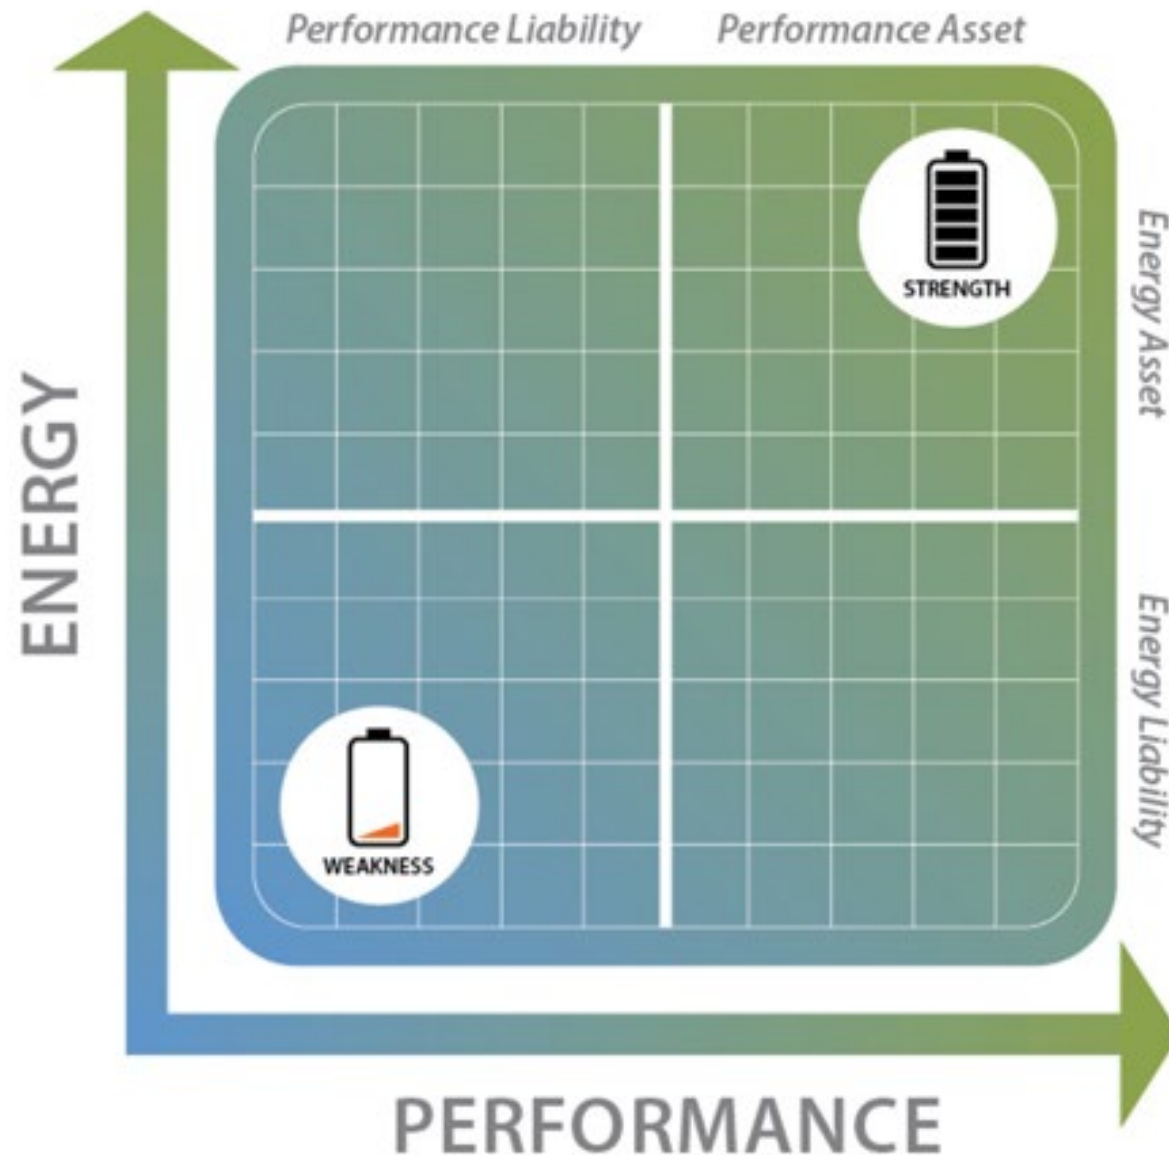 Performance Liability
Performance Asset
STRENGTH
Energy Asset
ENERGY
Energy Liability
WEAKNESS
PERFORMANCE